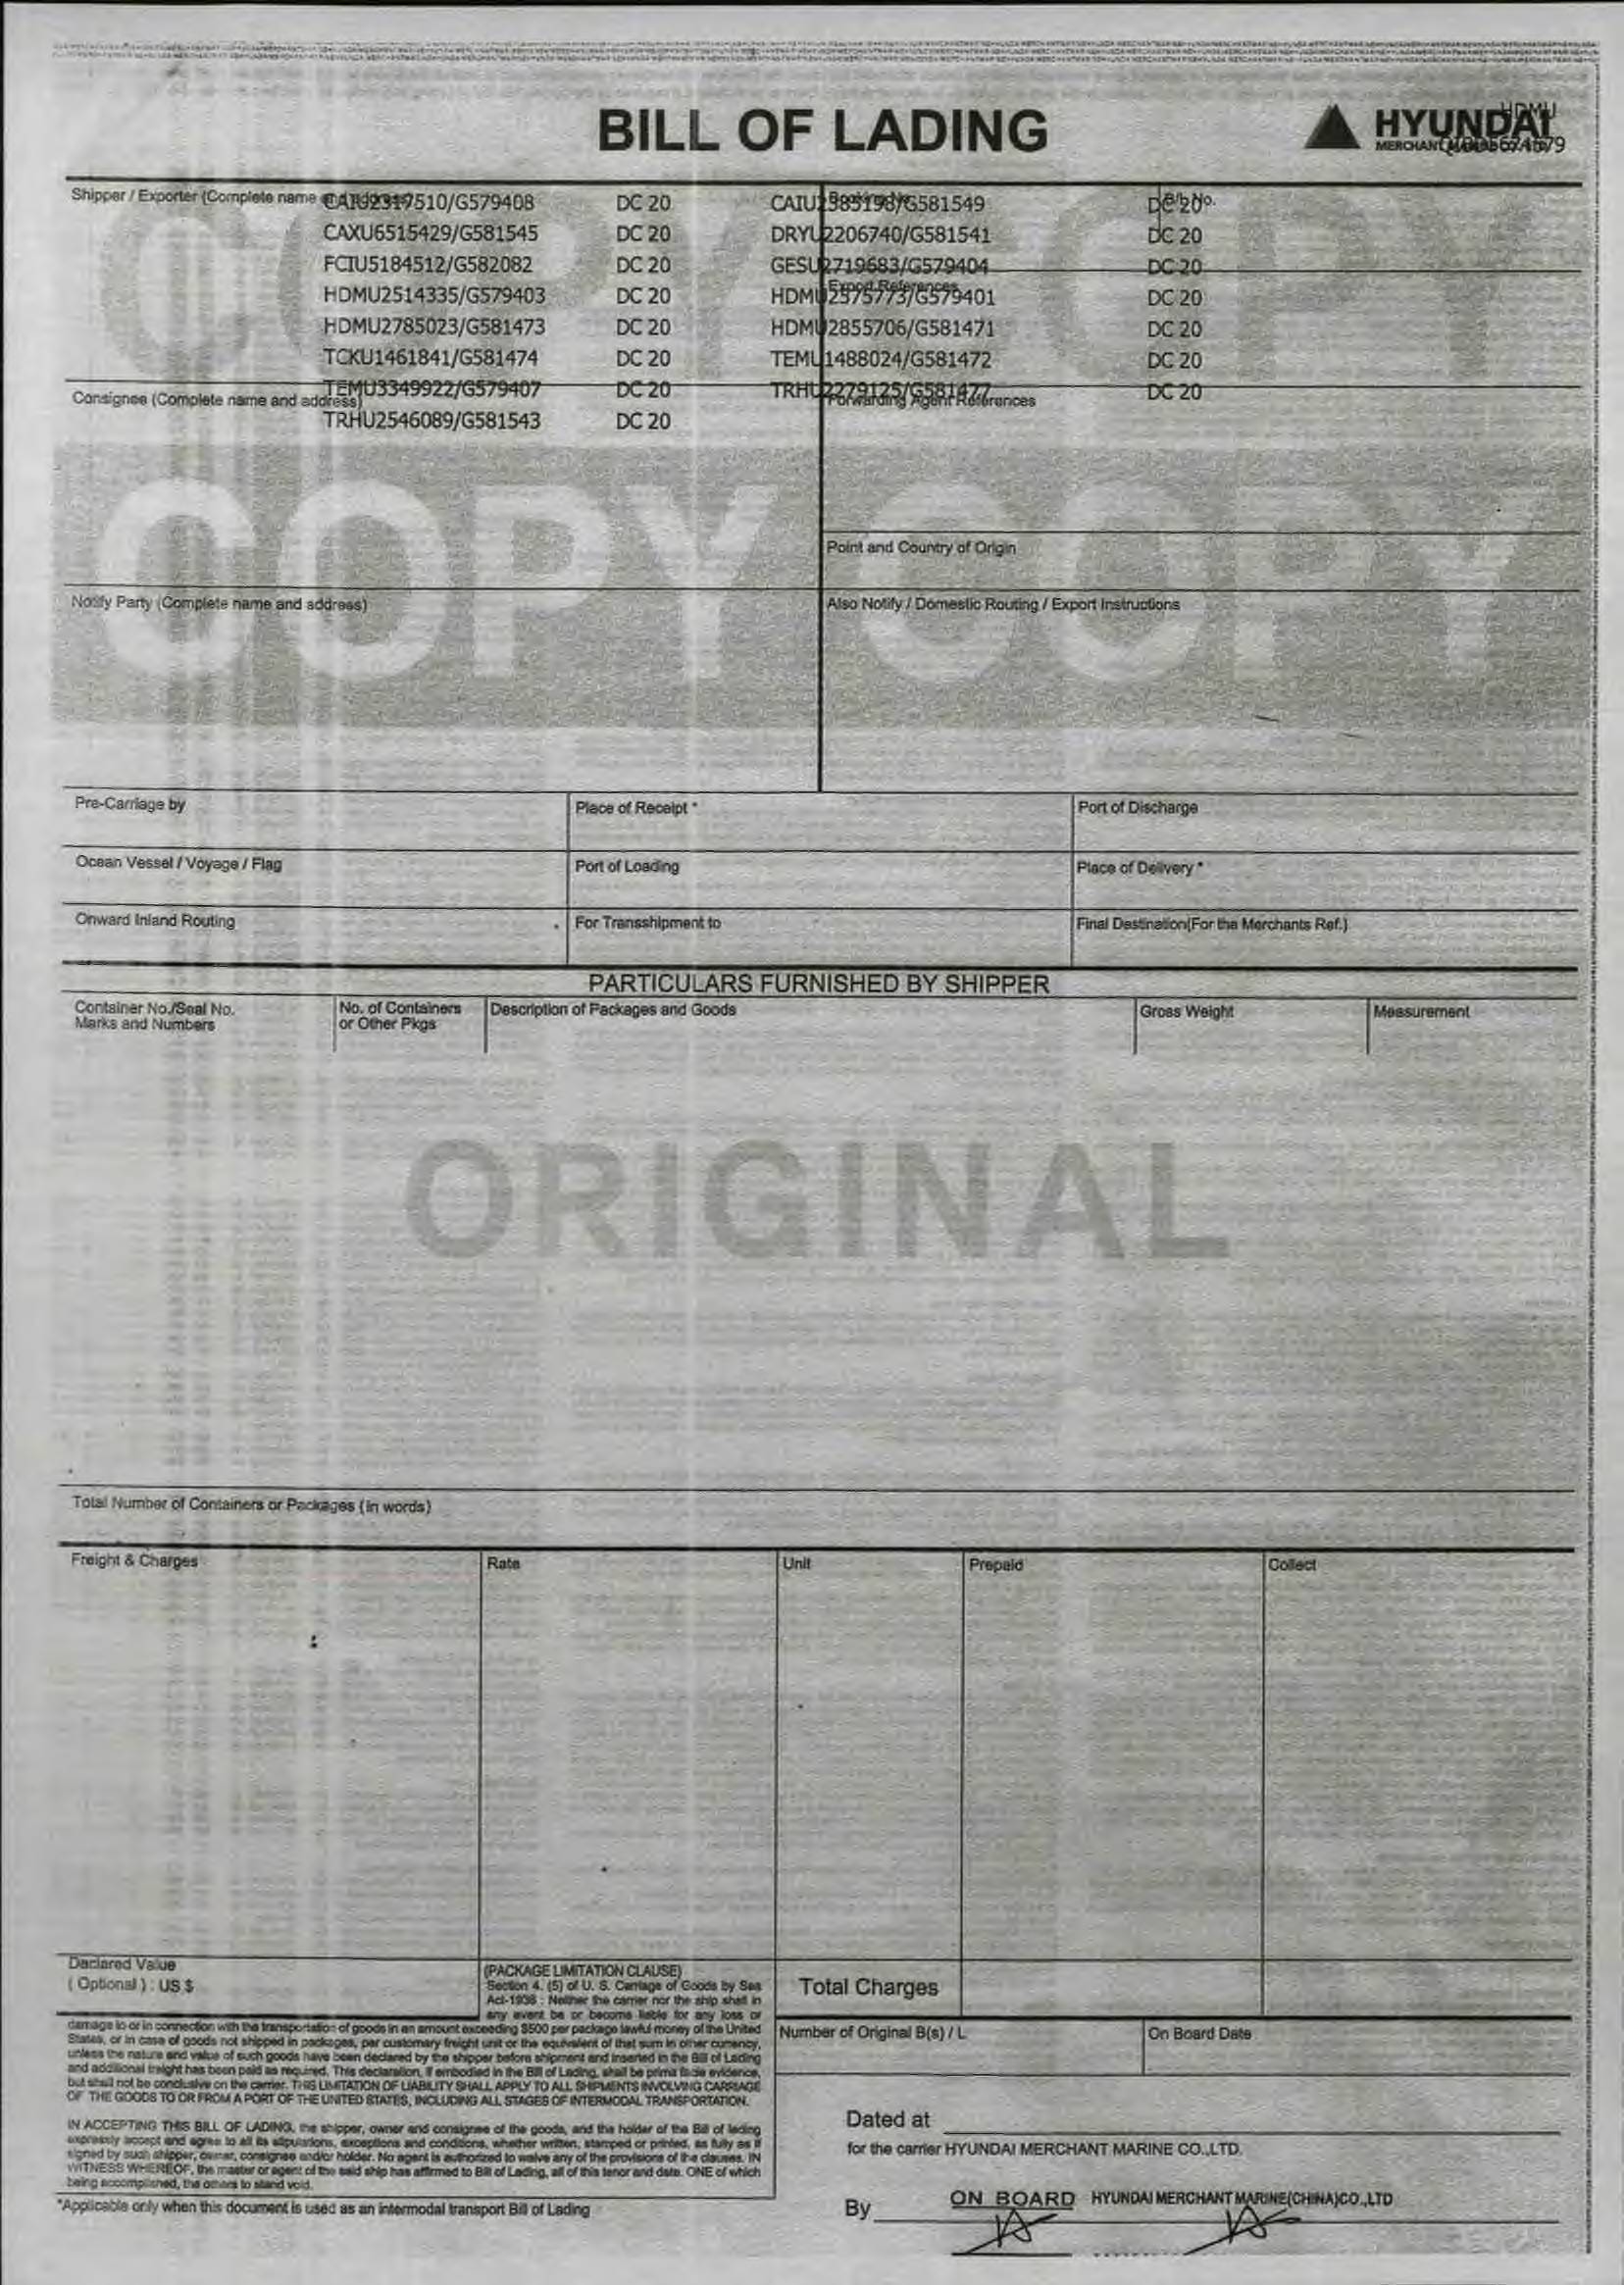 BILL OF LADING
HYUNDAI
HDMU
MERCHANT
Shipper / Exporter (Complete name
CAIU2317510/G579408 DC 20 CAIU2585198/G581549 DC 20
B/L No.
CAXU6515429/G581545 DC 20 DRYU2206740/G581541 DC 20
FCIU5184512/G582082 DC 20 GESU2719683/G579404 DC 20
Export References
HDMU2514335/G579403 DC 20 HDMU2575773/G579401 DC 20
HDMU2785023/G581473 DC 20 HDMU2855706/G581471 DC 20
TCKU1461841/G581474 DC 20 TEMU1488024/G581472 DC 20
TEMU3349922/G579407 DC 20 TRHU2279125/G581477 DC 20
Consignee (Complete name and address)
Forwarding Agent References
TRHU2546089/G581543 DC 20
COPY COPY
COPY COPY
Point and Country of Origin
Notify Party (Complete name and address)
Also Notify / Domestic Routing / Export Instructions
Pre-Carriage by
Place of Receipt *
Port of Discharge
Ocean Vessel / Voyage / Flag
Port of Loading
Place of Delivery *
Onward Inland Routing
For Transshipment to
Final Destination(For the Merchants Ref.)
PARTICULARS FURNISHED BY SHIPPER
Container No./Seal No.
Marks and Numbers
No. of Containers
or Other Pkgs
Description of Packages and Goods
Gross Weight
Measurement
ORIGINAL
Total Number of Containers or Packages (in words)
Freight & Charges
Rate
Unit
Prepaid
Collect
Declared Value
( Optional ) : US $
(PACKAGE LIMITATION CLAUSE)
Section 4. (5) of U. S. Carriage of Goods by Sea
Act-1936 : Neither the carrier nor the ship shall in
any event be or become liable for any loss or
damage to or in connection with the transportation of goods in an amount exceeding $500 per package lawful money of the United
States, or in case of goods not shipped in packages, per customary freight unit or the equivalent of that sum in other currency,
unless the nature and value of such goods have been declared by the shipper before shipment and inserted in the Bill of Lading
and additional freight has been paid as required. This declaration, if embodied in the Bill of Lading, shall be prima facie evidence,
but shall not be conclusive on the carrier. THIS LIMITATION OF LIABILITY SHALL APPLY TO ALL SHIPMENTS INVOLVING CARRIAGE
OF THE GOODS TO OR FROM A PORT OF THE UNITED STATES, INCLUDING ALL STAGES OF INTERMODAL TRANSPORTATION.
IN ACCEPTING THIS BILL OF LADING, the shipper, owner and consignee of the goods, and the holder of the Bill of lading
expressly accept and agree to all its stipulations, exceptions and conditions, whether written, stamped or printed, as fully as if
signed by such shipper, owner, consignee and/or holder. No agent is authorized to waive any of the provisions of the clauses. IN
WITNESS WHEREOF, the master or agent of the said ship has affirmed to Bill of Lading, all of this tenor and date. ONE of which
being accomplished, the others to stand void.
*Applicable only when this document is used as an intermodal transport Bill of Lading
Total Charges
Number of Original B(s) / L
On Board Date
Dated at
for the carrier HYUNDAI MERCHANT MARINE CO.,LTD.
By
ON BOARD HYUNDAI MERCHANT MARINE(CHINA)CO.,LTD